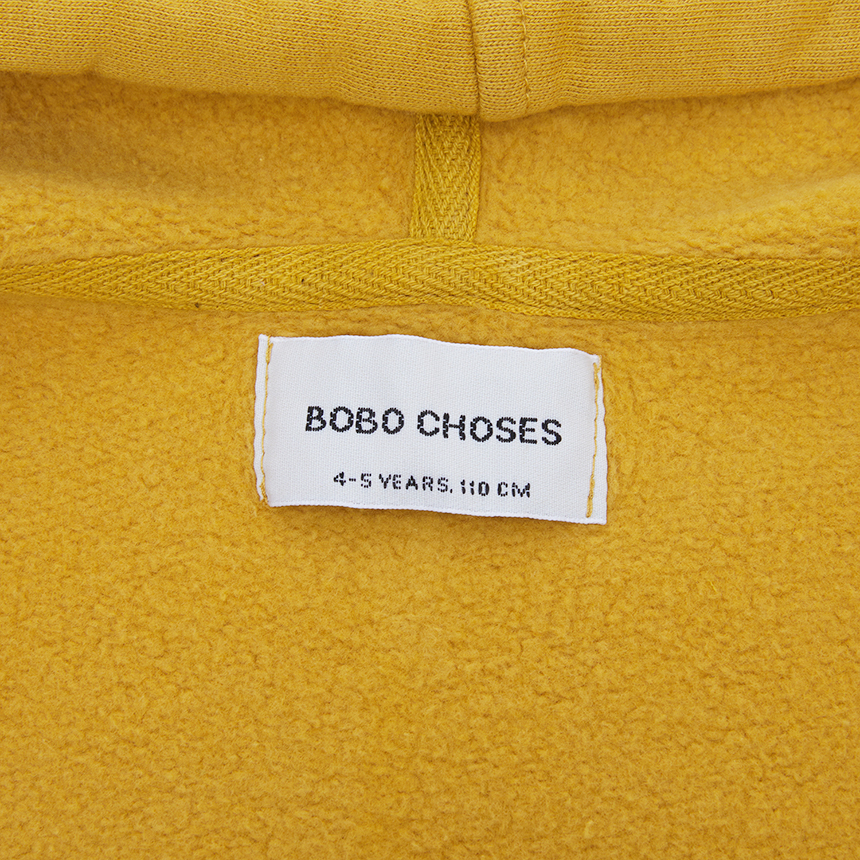 BOBO CHOSES
4-5 YEARS. 110 CM